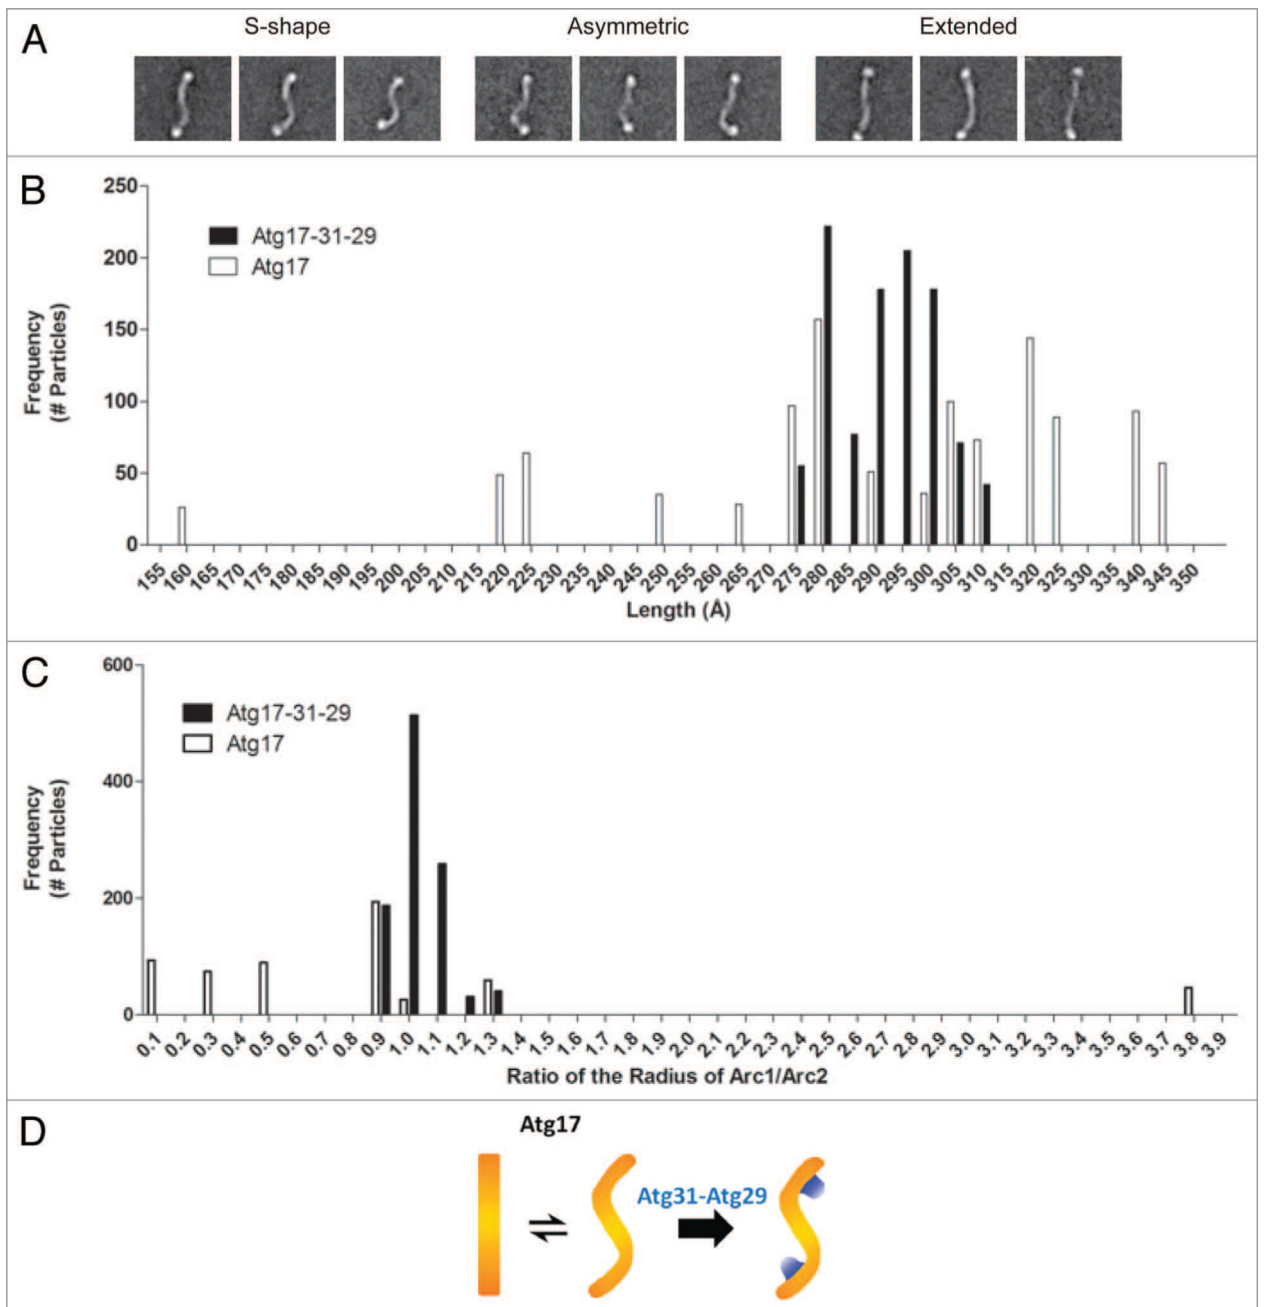 A
S-shape Asymmetric Extended
B
250
200
150
100
50
0
Frequency
(# Particles)
Atg17-31-29
Atg17
155 160 165 170 175 180 185 190 195 200 205 210 215 220 225 230 235 240 245 250 255 260 265 270 275 280 285 290 295 300 305 310 315 320 325 330 335 340 345 350
Length (Å)
C
600
400
200
0
Frequency
(# Particles)
Atg17-31-29
Atg17
0.1 0.2 0.3 0.4 0.5 0.6 0.7 0.8 0.9 1.0 1.1 1.2 1.3 1.4 1.5 1.6 1.7 1.8 1.9 2.0 2.1 2.2 2.3 2.4 2.5 2.6 2.7 2.8 2.9 3.0 3.1 3.2 3.3 3.4 3.5 3.6 3.7 3.8 3.9
Ratio of the Radius of Arc1/Arc2
D
Atg17
Atg31-Atg29